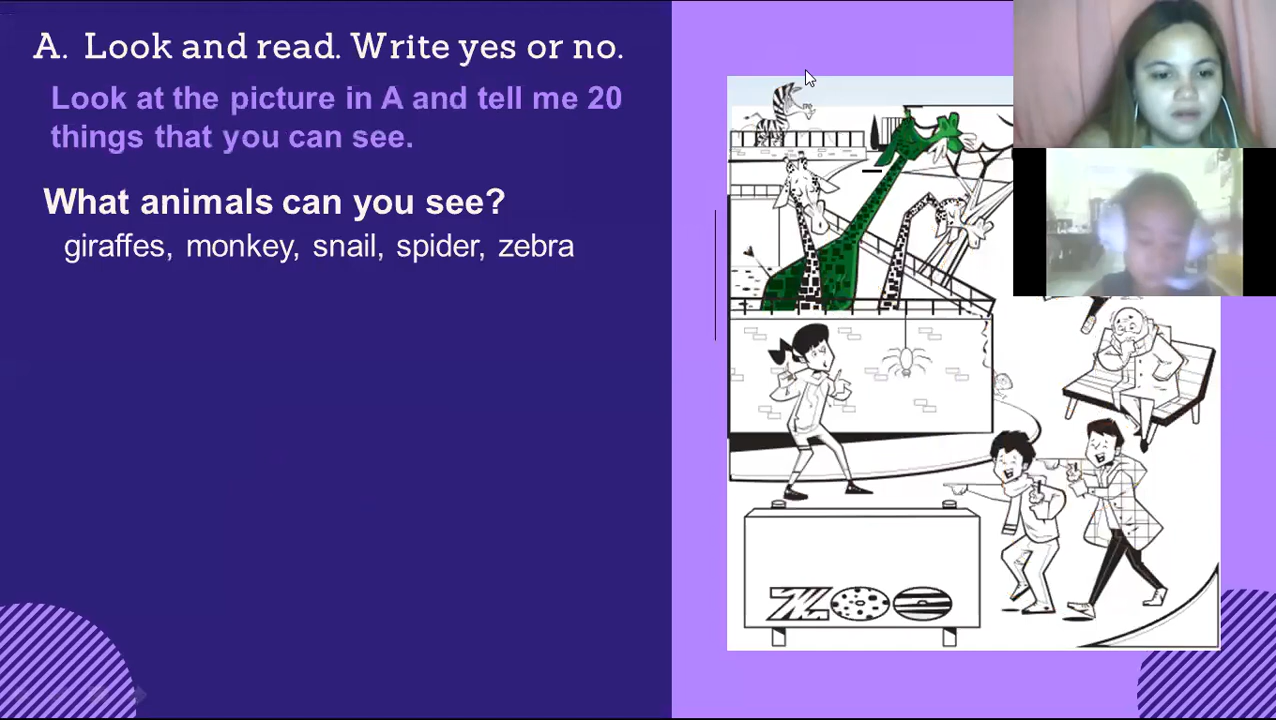 A. Look and read. Write yes or no.
Look at the picture in A and tell me 20
things that you can see.
What animals can you see?
giraffes, monkey, snail, spider, zebra
ZOO